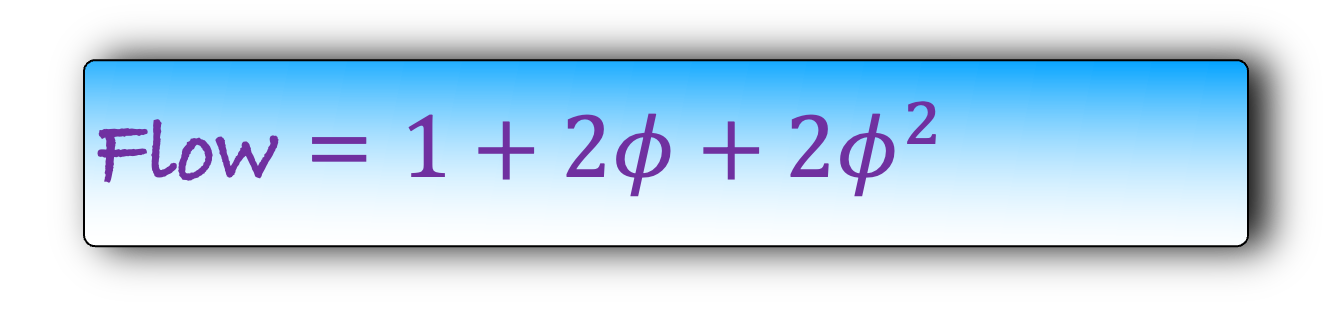 Flow = 1 + 2ϕ + 2ϕ²